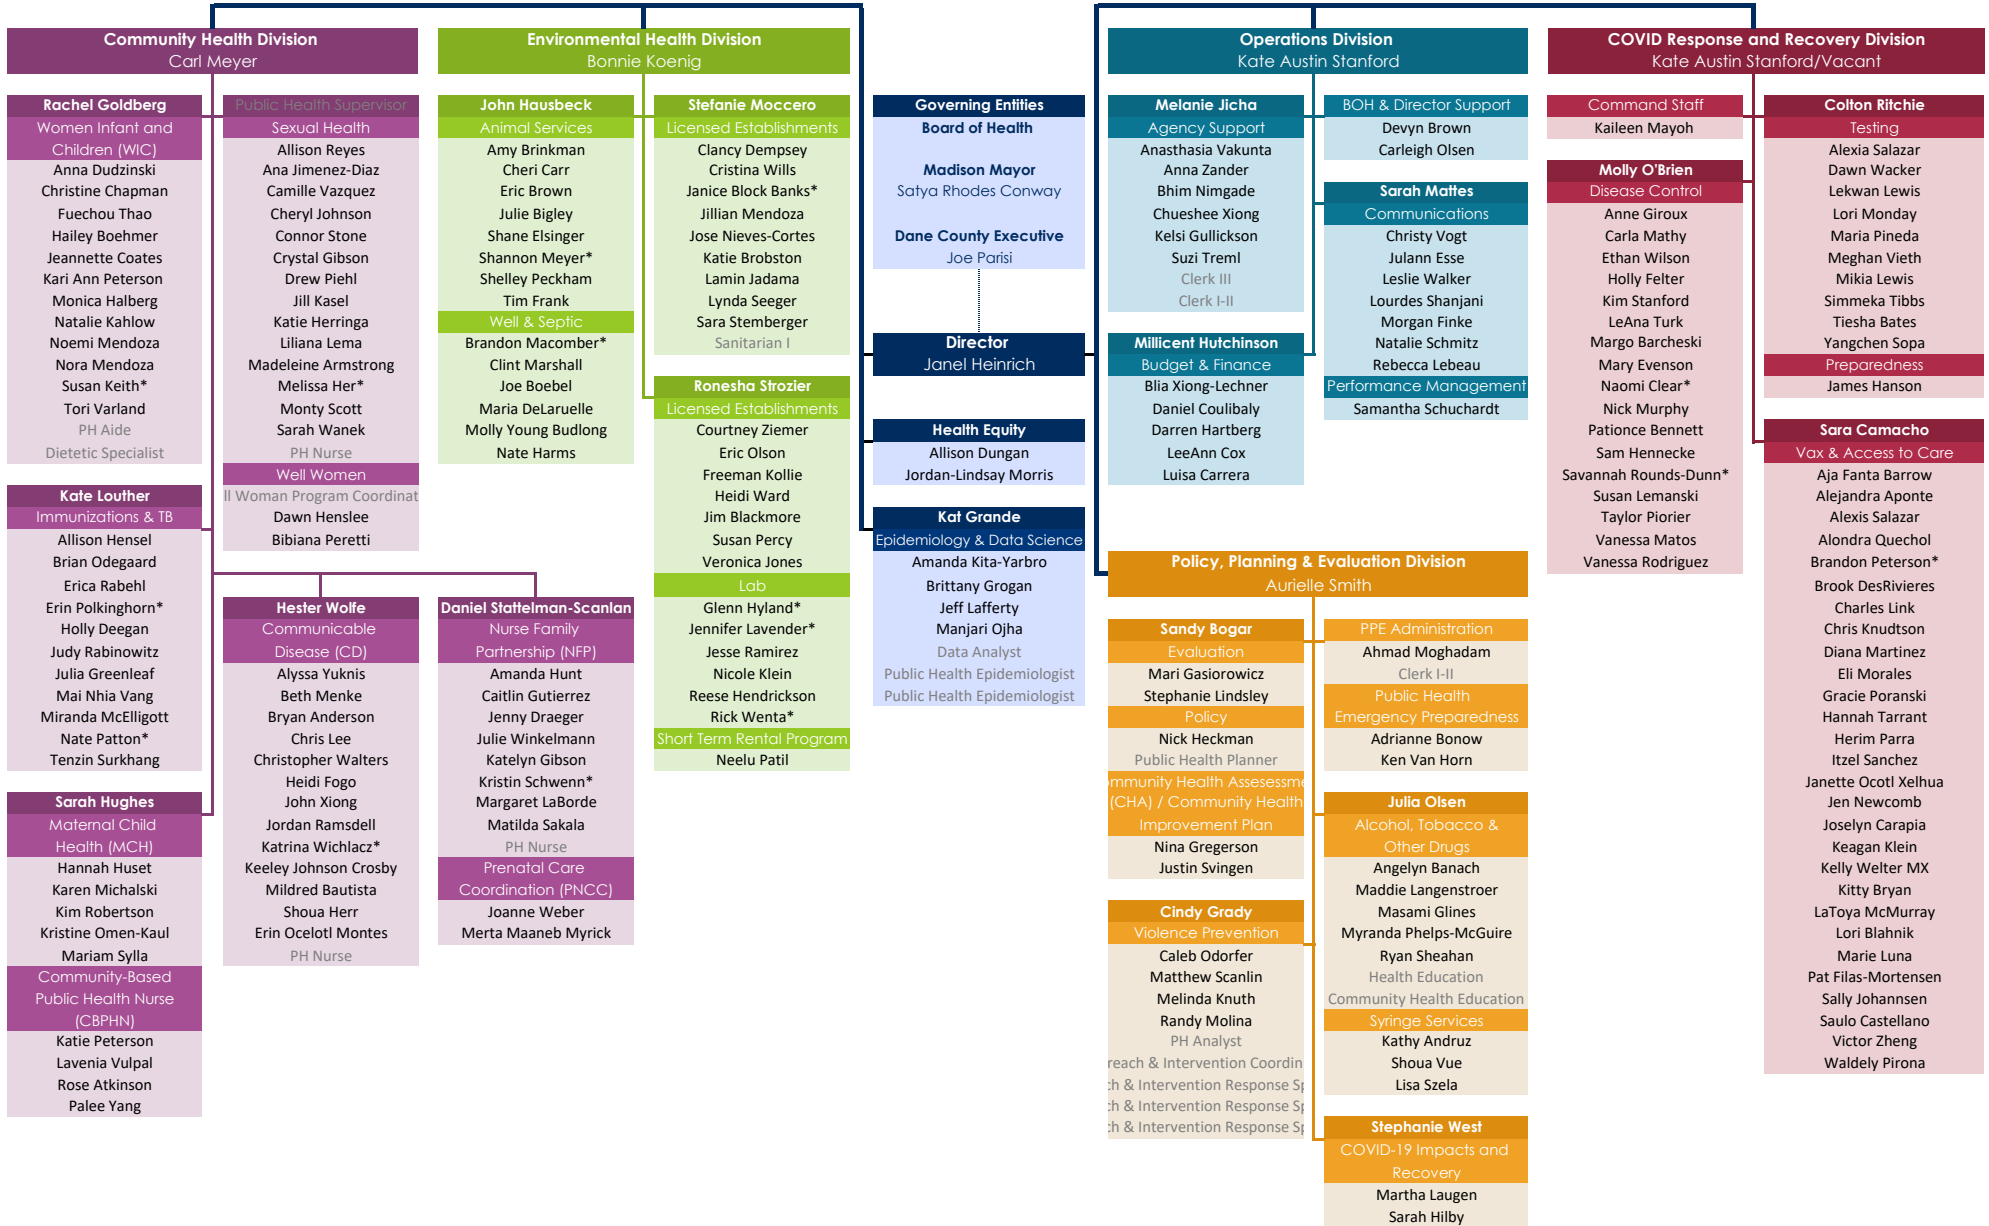 Community Health Division
Carl Meyer
Rachel Goldberg
Women Infant and
Children (WIC)
Anna Dudzinski
Christine Chapman
Fuechou Thao
Hailey Boehmer
Jeannette Coates
Kari Ann Peterson
Monica Halberg
Natalie Kahlow
Noemi Mendoza
Nora Mendoza
Susan Keith*
Tori Varland
PH Aide
Dietetic Specialist
Kate Louther
Immunizations & TB
Allison Hensel
Brian Odegaard
Erica Rabehl
Erin Polkinghorn*
Holly Deegan
Judy Rabinowitz
Julia Greenleaf
Mai Nhia Vang
Miranda McElligott
Nate Patton*
Tenzin Surkhang
Sarah Hughes
Maternal Child
Health (MCH)
Hannah Huset
Karen Michalski
Kim Robertson
Kristine Omen-Kaul
Mariam Sylla
Community-Based
Public Health Nurse
(CBPHN)
Katie Peterson
Lavenia Vulpal
Rose Atkinson
Palee Yang
Public Health Supervisor
Sexual Health
Allison Reyes
Ana Jimenez-Diaz
Camille Vazquez
Cheryl Johnson
Connor Stone
Crystal Gibson
Drew Piehl
Jill Kasel
Katie Herringa
Liliana Lema
Madeleine Armstrong
Melissa Her*
Monty Scott
Sarah Wanek
PH Nurse
Well Women
ll Woman Program Coordinat
Dawn Henslee
Bibiana Peretti
Hester Wolfe
Communicable
Disease (CD)
Alyssa Yuknis
Beth Menke
Bryan Anderson
Chris Lee
Christopher Walters
Heidi Fogo
John Xiong
Jordan Ramsdell
Katrina Wichlacz*
Keeley Johnson Crosby
Mildred Bautista
Shoua Herr
Erin Ocelotl Montes
PH Nurse
Daniel Stattelman-Scanlan
Nurse Family
Partnership (NFP)
Amanda Hunt
Caitlin Gutierrez
Jenny Draeger
Julie Winkelmann
Katelyn Gibson
Kristin Schwenn*
Margaret LaBorde
Matilda Sakala
PH Nurse
Prenatal Care
Coordination (PNCC)
Joanne Weber
Merta Maaneb Myrick
Environmental Health Division
Bonnie Koenig
John Hausbeck
Animal Services
Amy Brinkman
Cheri Carr
Eric Brown
Julie Bigley
Shane Elsinger
Shannon Meyer*
Shelley Peckham
Tim Frank
Well & Septic
Brandon Macomber*
Clint Marshall
Joe Boebel
Maria DeLaruelle
Molly Young Budlong
Nate Harms
Stefanie Moccero
Licensed Establishments
Clancy Dempsey
Cristina Wills
Janice Block Banks*
Jillian Mendoza
Jose Nieves-Cortes
Katie Brobston
Lamin Jadama
Lynda Seeger
Sara Stemberger
Sanitarian I
Ronesha Strozier
Licensed Establishments
Courtney Ziemer
Eric Olson
Freeman Kollie
Heidi Ward
Jim Blackmore
Susan Percy
Veronica Jones
Lab
Glenn Hyland*
Jennifer Lavender*
Jesse Ramirez
Nicole Klein
Reese Hendrickson
Rick Wenta*
Short Term Rental Program
Neelu Patil
Governing Entities
Board of Health
Madison Mayor
Satya Rhodes Conway
Dane County Executive
Joe Parisi
Director
Janel Heinrich
Health Equity
Allison Dungan
Jordan-Lindsay Morris
Kat Grande
Epidemiology & Data Science
Amanda Kita-Yarbro
Brittany Grogan
Jeff Lafferty
Manjari Ojha
Data Analyst
Public Health Epidemiologist
Public Health Epidemiologist
Operations Division
Kate Austin Stanford
Melanie Jicha
Agency Support
Anasthasia Vakunta
Anna Zander
Bhim Nimgade
Chueshee Xiong
Kelsi Gullickson
Suzi Treml
Clerk III
Clerk I-II
Millicent Hutchinson
Budget & Finance
Blia Xiong-Lechner
Daniel Coulibaly
Darren Hartberg
LeeAnn Cox
Luisa Carrera
BOH & Director Support
Devyn Brown
Carleigh Olsen
Sarah Mattes
Communications
Christy Vogt
Julann Esse
Leslie Walker
Lourdes Shanjani
Morgan Finke
Natalie Schmitz
Rebecca Lebeau
Performance Management
Samantha Schuchardt
Policy, Planning & Evaluation Division
Aurielle Smith
Sandy Bogar
Evaluation
Mari Gasiorowicz
Stephanie Lindsley
Policy
Nick Heckman
Public Health Planner
mmunity Health Assesessme
(CHA) / Community Health
Improvement Plan
Nina Gregerson
Justin Svingen
Cindy Grady
Violence Prevention
Caleb Odorfer
Matthew Scanlin
Melinda Knuth
Randy Molina
PH Analyst
reach & Intervention Coordin
ch & Intervention Response Sp
ch & Intervention Response Sp
ch & Intervention Response Sp
PPE Administration
Ahmad Moghadam
Clerk I-II
Public Health
Emergency Preparedness
Adrianne Bonow
Ken Van Horn
Julia Olsen
Alcohol, Tobacco &
Other Drugs
Angelyn Banach
Maddie Langenstroer
Masami Glines
Myranda Phelps-McGuire
Ryan Sheahan
Health Education
Community Health Education
Syringe Services
Kathy Andruz
Shoua Vue
Lisa Szela
Stephanie West
COVID-19 Impacts and
Recovery
Martha Laugen
Sarah Hilby
COVID Response and Recovery Division
Kate Austin Stanford/Vacant
Command Staff
Kaileen Mayoh
Molly O'Brien
Disease Control
Anne Giroux
Carla Mathy
Ethan Wilson
Holly Felter
Kim Stanford
LeAna Turk
Margo Barcheski
Mary Evenson
Naomi Clear*
Nick Murphy
Pationce Bennett
Sam Hennecke
Savannah Rounds-Dunn*
Susan Lemanski
Taylor Piorier
Vanessa Matos
Vanessa Rodriguez
Colton Ritchie
Testing
Alexia Salazar
Dawn Wacker
Lekwan Lewis
Lori Monday
Maria Pineda
Meghan Vieth
Mikia Lewis
Simmeka Tibbs
Tiesha Bates
Yangchen Sopa
Preparedness
James Hanson
Sara Camacho
Vax & Access to Care
Aja Fanta Barrow
Alejandra Aponte
Alexis Salazar
Alondra Quechol
Brandon Peterson*
Brook DesRivieres
Charles Link
Chris Knudtson
Diana Martinez
Eli Morales
Gracie Poranski
Hannah Tarrant
Herim Parra
Itzel Sanchez
Janette Ocotl Xelhua
Jen Newcomb
Joselyn Carapia
Keagan Klein
Kelly Welter MX
Kitty Bryan
LaToya McMurray
Lori Blahnik
Marie Luna
Pat Filas-Mortensen
Sally Johannsen
Saulo Castellano
Victor Zheng
Waldely Pirona